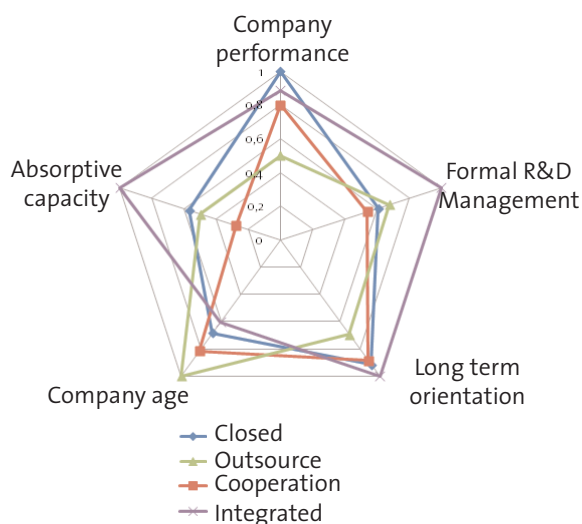 Company
performance
1
0,8
0,6
0,4
0,2
0
Absorptive
capacity
Formal R&D
Management
Long term
orientation
Company age
Closed
Outsource
Cooperation
Integrated